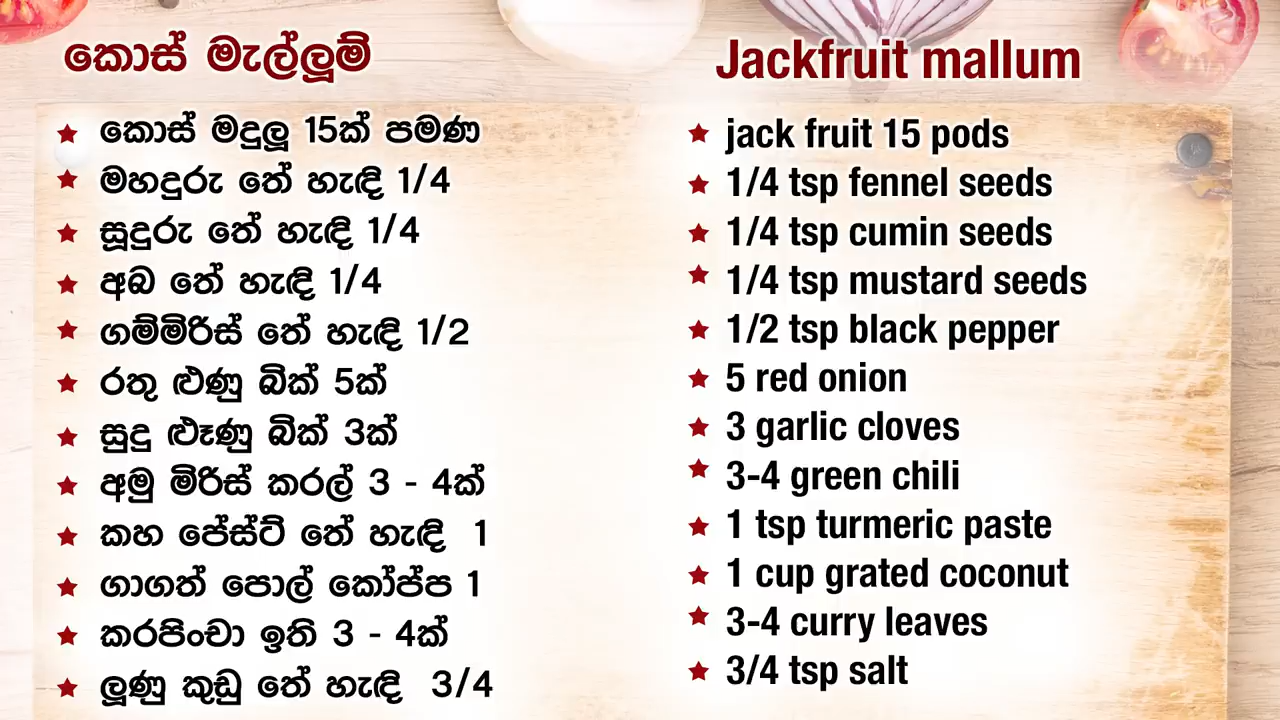 කොස් මැල්ලූම්
කොස් මදුලූ 15ක් පමණ
මහදුරු තේ හැඳි 1/4
සූදුරු තේ හැඳි 1/4
අබ තේ හැඳි 1/4
ගම්මිරිස් තේ හැඳි 1/2
රතු ළුණු බික් 5ක්
සුදු ළූණු බික් 3ක්
අමු මිරිස් කරල් 3 - 4ක්
කහ පේස්ට් තේ හැඳි 1
ගාගත් පොල් කෝප්ප 1
කරපිංචා ඉති 3 - 4ක්
ලූණු කුඩු තේ හැඳි 3/4
Jackfruit mallum
jack fruit 15 pods
1/4 tsp fennel seeds
1/4 tsp cumin seeds
1/4 tsp mustard seeds
1/2 tsp black pepper
5 red onion
3 garlic cloves
3-4 green chili
1 tsp turmeric paste
1 cup grated coconut
3-4 curry leaves
3/4 tsp salt